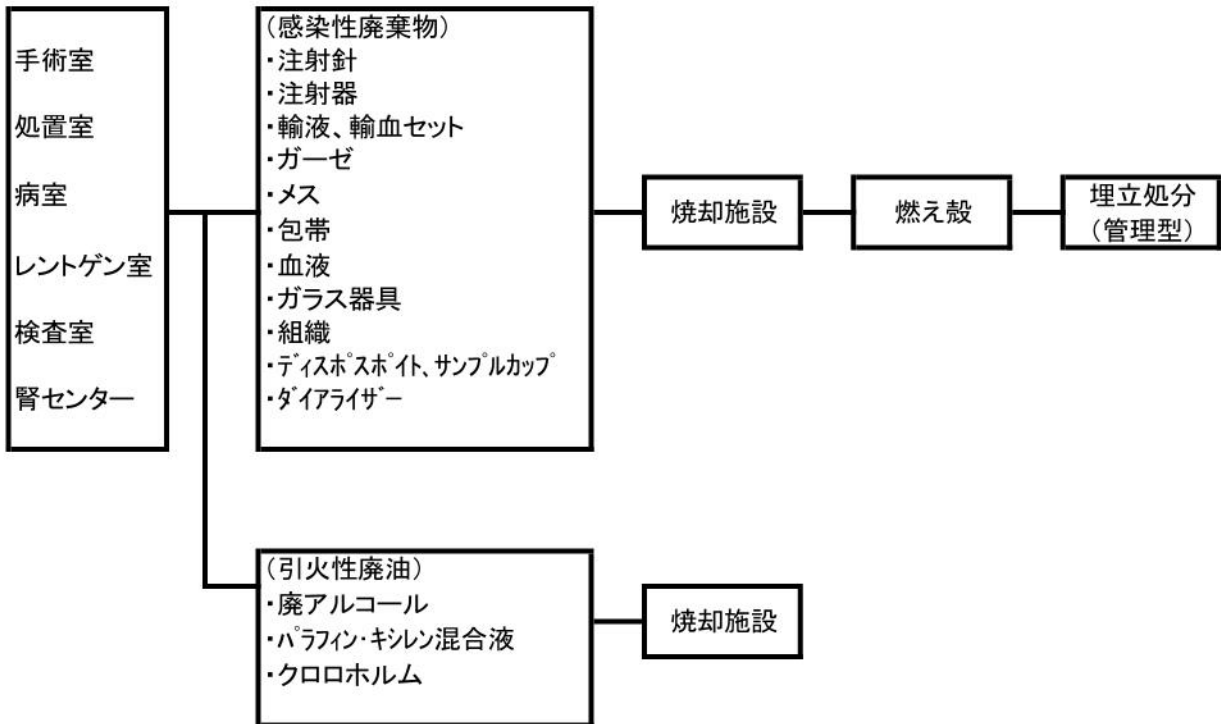 手術室
処置室
病室
レントゲン室
検査室
腎センター
(感染性廃棄物)
・注射針
・注射器
・輸液、輸血セット
・ガーゼ
・メス
・包帯
・血液
・ガラス器具
・組織
・ﾃﾞｨｽﾎﾟｽﾎﾟｲﾄ、ｻﾝﾌﾟﾙｶｯﾌﾟ
・ﾀﾞｲｱﾗｲｻﾞｰ
焼却施設
燃え殻
埋立処分
(管理型)
(引火性廃油)
・廃アルコール
・ﾊﾟﾗﾌｨﾝ・ｷｼﾚﾝ混合液
・クロロホルム
焼却施設